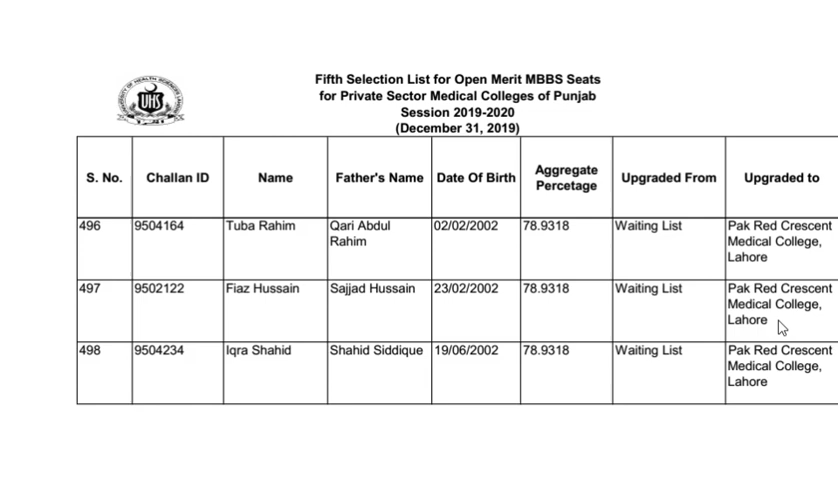 Fifth Selection List for Open Merit MBBS Seats
for Private Sector Medical Colleges of Punjab
Session 2019-2020
(December 31, 2019)
UHS
S. No. Challan ID Name Father's Name Date Of Birth Aggregate Percetage Upgraded From Upgraded to
496 9504164 Tuba Rahim Qari Abdul Rahim 02/02/2002 78.9318 Waiting List Pak Red Crescent Medical College, Lahore
497 9502122 Fiaz Hussain Sajjad Hussain 23/02/2002 78.9318 Waiting List Pak Red Crescent Medical College, Lahore
498 9504234 Iqra Shahid Shahid Siddique 19/06/2002 78.9318 Waiting List Pak Red Crescent Medical College, Lahore